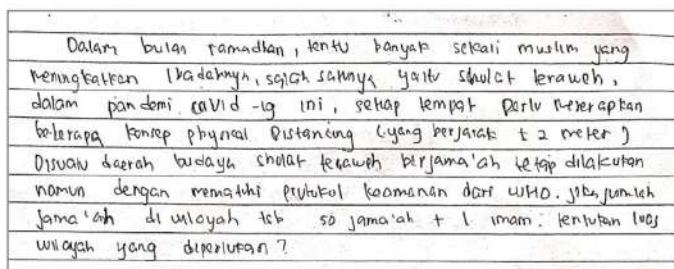 Dalam bulan ramadhan, tentu banyak sekali muslim yang
meningkatkan Ibadahnya, salah satunya yaitu sholat teraweh,
dalam pandemi covid-19 ini, setiap tempat perlu menerapkan
beberapa konsep physical Distancing (yang berjarak ± 2 meter)
Disuatu daerah budaya sholat teraweh berjama'ah tetap dilakukan
namun dengan mematuhi protokol keamanan dari WHO. jika jumlah
jama'ah di wilayah tsb 50 jama'ah + 1 imam. tentukan luas
wilayah yang diperlukan?